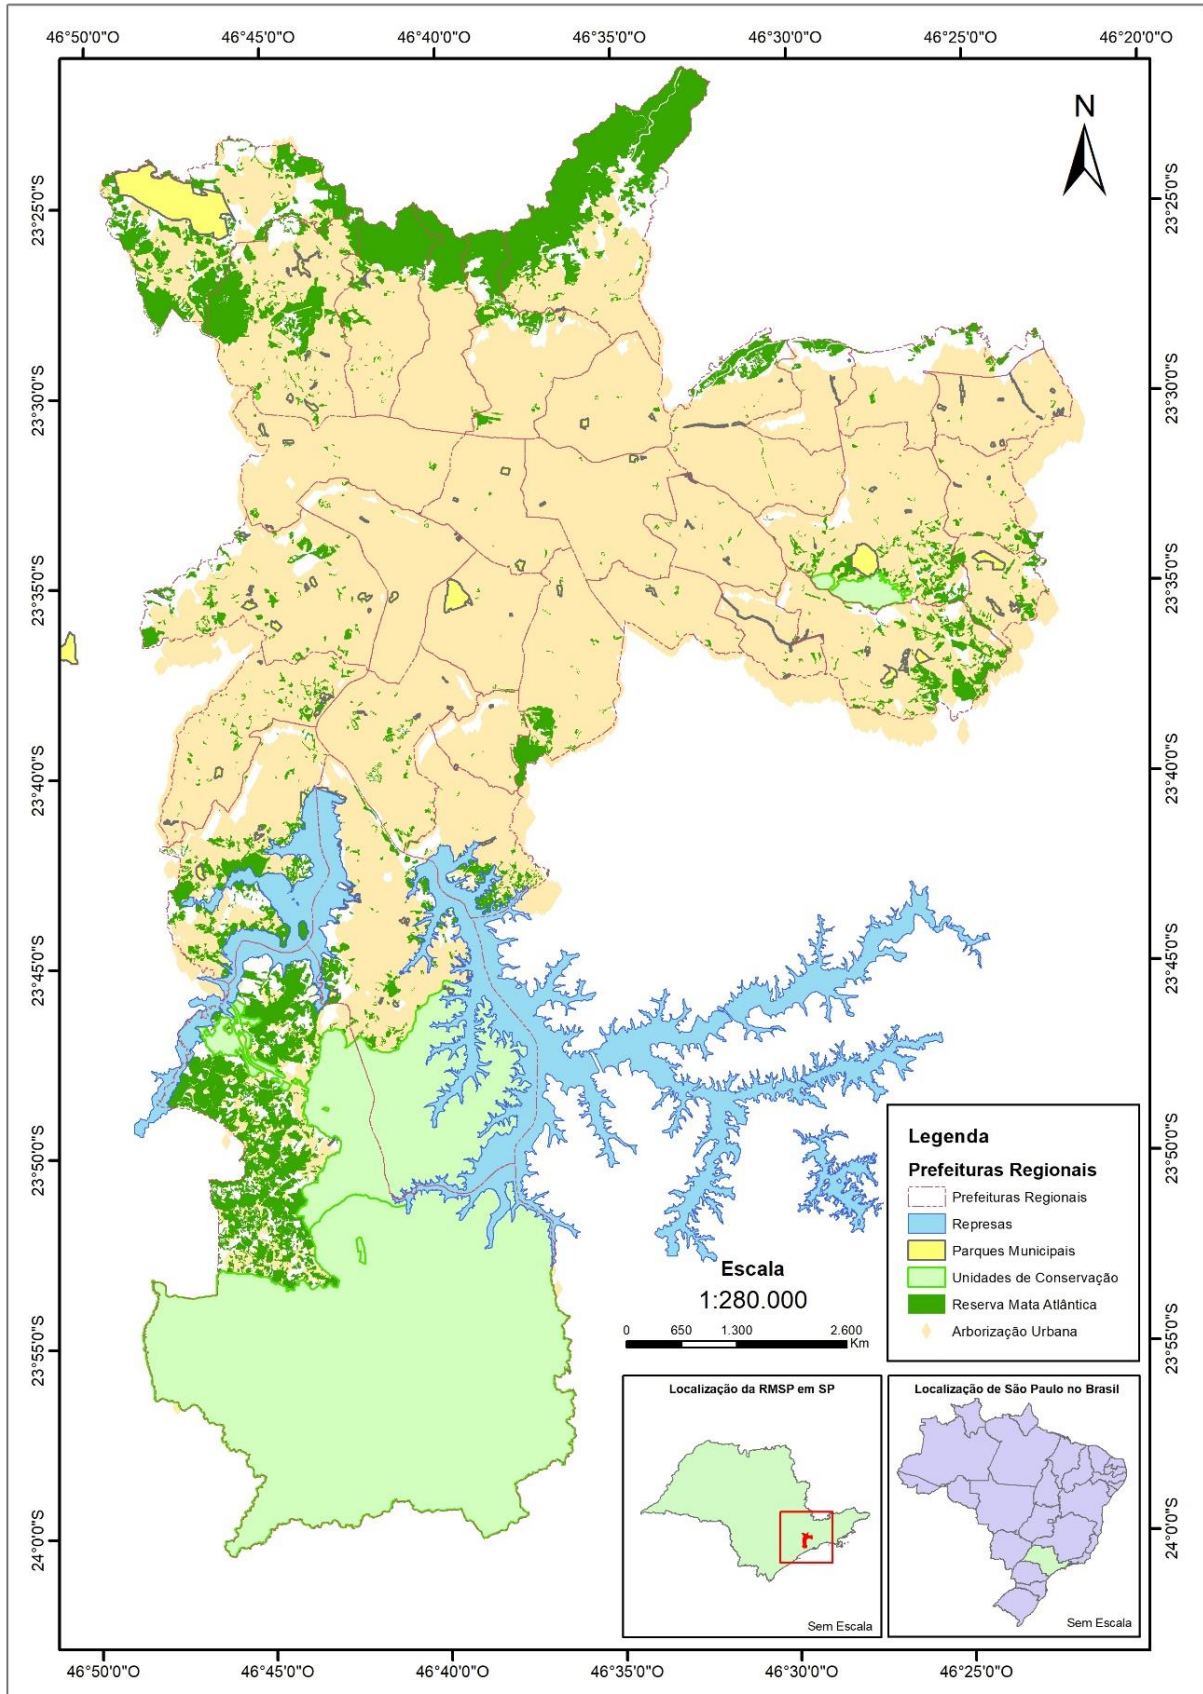 46°50'0"O 46°45'0"O 46°40'0"O 46°35'0"O 46°30'0"O 46°25'0"O 46°20'0"O
N
23°25'0"S 23°25'0"S
23°30'0"S 23°30'0"S
23°35'0"S 23°35'0"S
23°40'0"S 23°40'0"S
23°45'0"S 23°45'0"S
23°50'0"S 23°50'0"S
23°55'0"S 23°55'0"S
24°0'0"S 24°0'0"S
Legenda
Prefeituras Regionais
Prefeituras Regionais
Represas
Parques Municipais
Unidades de Conservação
Reserva Mata Atlântica
Arborização Urbana
Escala
1:280.000
0 650 1.300 2.600
Km
Localização da RMSP em SP
Sem Escala
Localização de São Paulo no Brasil
Sem Escala
46°50'0"O 46°45'0"O 46°40'0"O 46°35'0"O 46°30'0"O 46°25'0"O